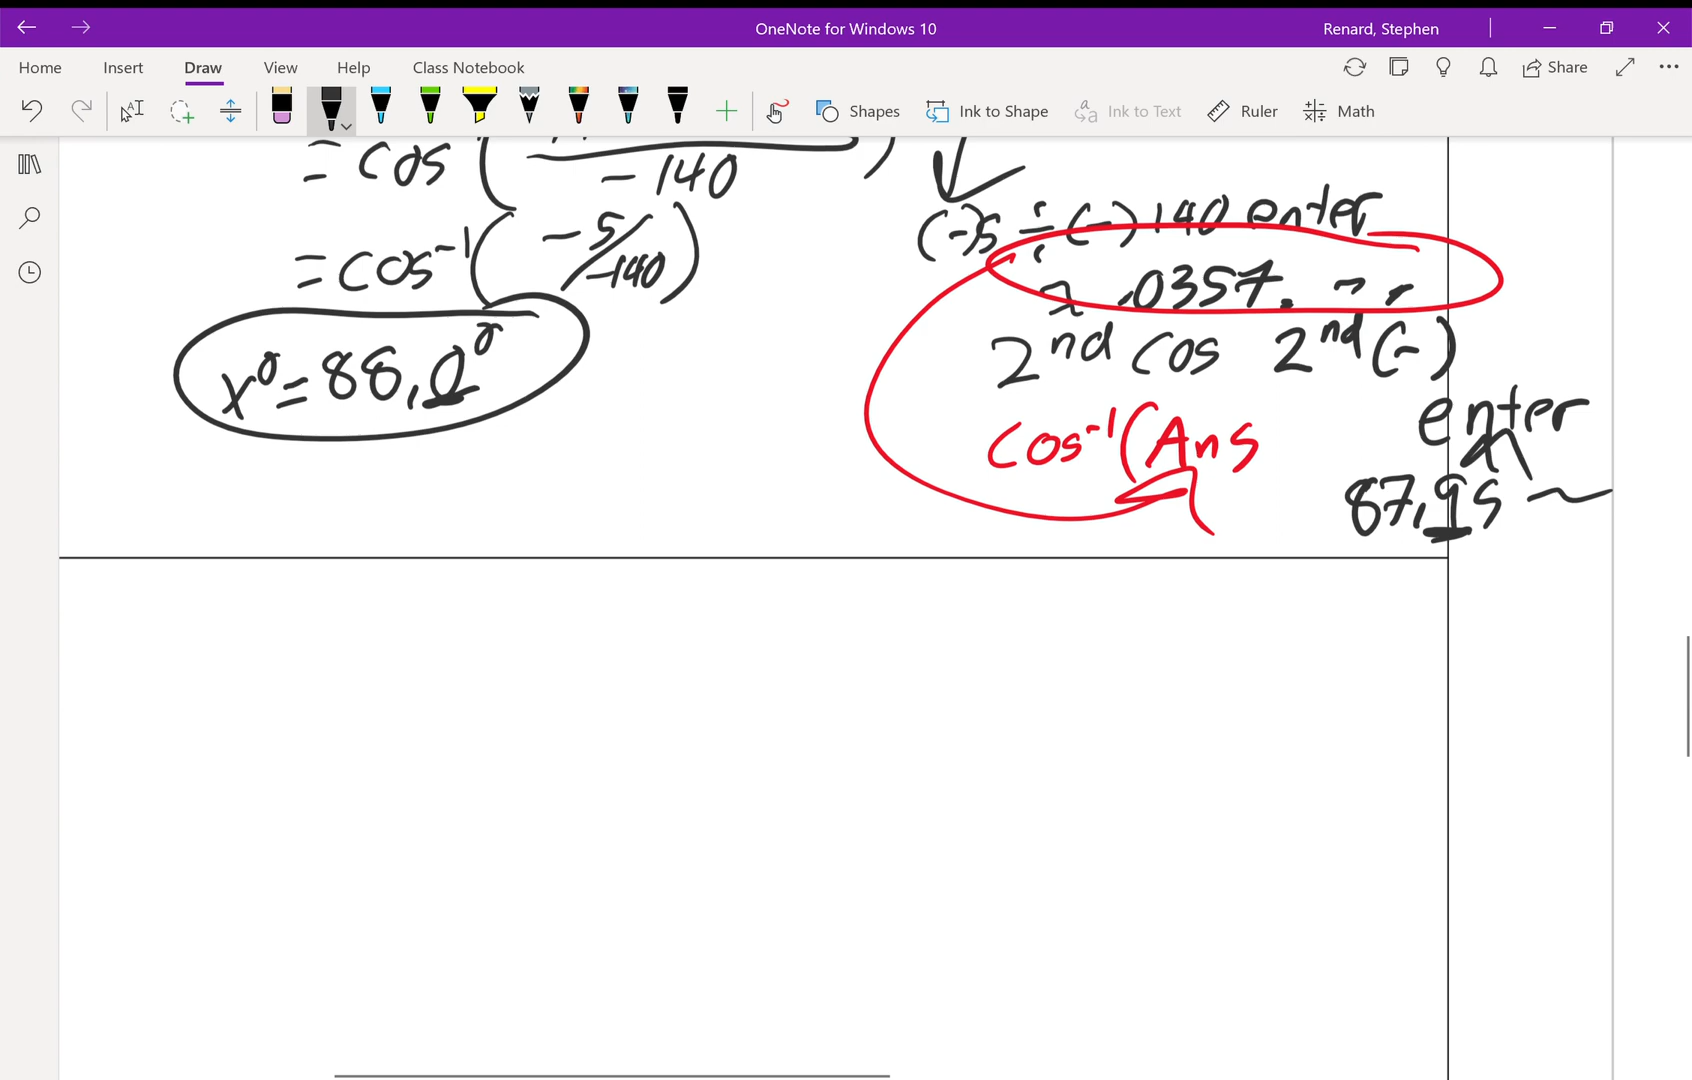 OneNote for Windows 10
Renard, Stephen
Home Insert Draw View Help Class Notebook
Share
Shapes Ink to Shape Ink to Text Ruler Math
= cos (
-140
)
= cos⁻¹( -5/-140 )
x° = 88.0°
(-)5 ÷ (-) 140 enter
≈ .0357...
2nd cos 2nd (-)
enter
cos⁻¹(Ans
87.95